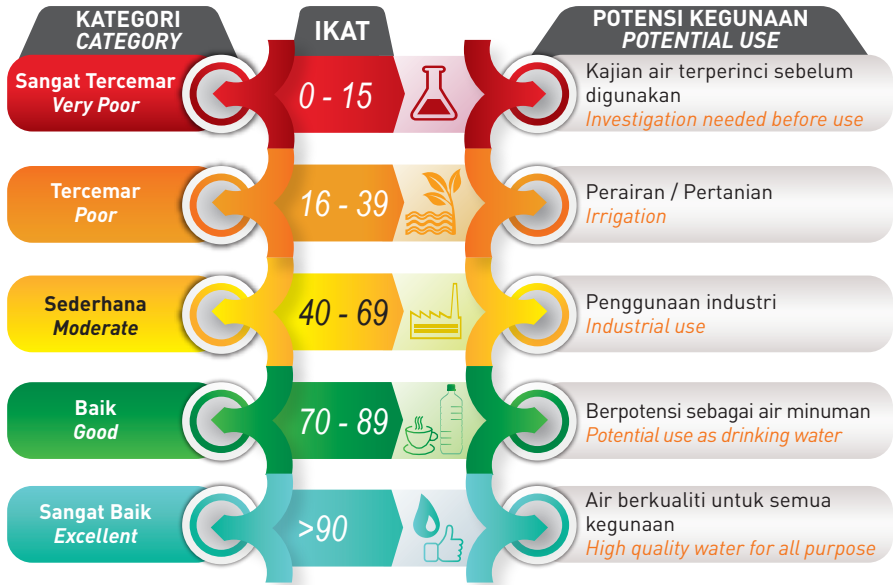 KATEGORI
CATEGORY
IKAT
POTENSI KEGUNAAN
POTENTIAL USE
Sangat Tercemar
Very Poor
0 - 15
Kajian air terperinci sebelum
digunakan
Investigation needed before use
Tercemar
Poor
16 - 39
Perairan / Pertanian
Irrigation
Sederhana
Moderate
40 - 69
Penggunaan industri
Industrial use
Baik
Good
70 - 89
Berpotensi sebagai air minuman
Potential use as drinking water
Sangat Baik
Excellent
>90
Air berkualiti untuk semua
kegunaan
High quality water for all purpose